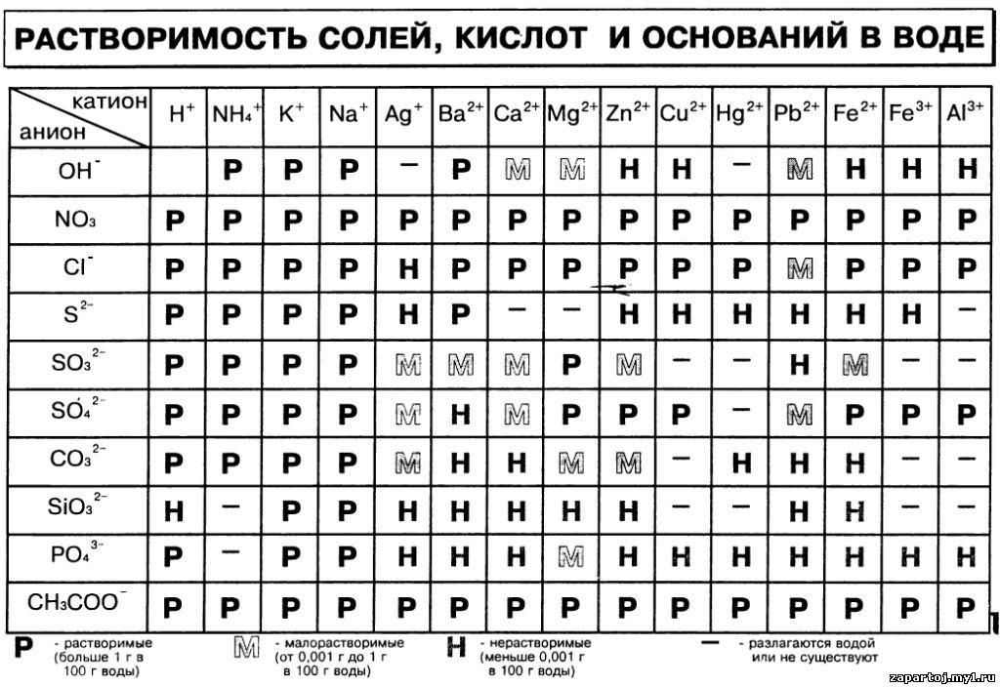 РАСТВОРИМОСТЬ СОЛЕЙ, КИСЛОТ И ОСНОВАНИЙ В ВОДЕ
катион
анион
H⁺ NH₄⁺ K⁺ Na⁺ Ag⁺ Ba²⁺ Ca²⁺ Mg²⁺ Zn²⁺ Cu²⁺ Hg²⁺ Pb²⁺ Fe²⁺ Fe³⁺ Al³⁺
OH⁻ Р Р Р – Р М М Н Н – М Н Н Н
NO₃ Р Р Р Р Р Р Р Р Р Р Р Р Р Р Р
Cl⁻ Р Р Р Р Н Р Р Р Р Р Р М Р Р Р
S²⁻ Р Р Р Р Н Р – – Н Н Н Н Н Н –
SO₃²⁻ Р Р Р Р М М М Р М – – Н М – –
SO₄²⁻ Р Р Р Р М Н М Р Р Р – М Р Р Р
CO₃²⁻ Р Р Р Р М Н Н М М – Н Н Н – –
SiO₃²⁻ Н – Р Р Н Н Н Н Н – – Н Н – –
PO₄³⁻ Р – Р Р Н Н Н М Н Н Н Н Н Н Н
CH₃COO⁻ Р Р Р Р Р Р Р Р Р Р Р Р Р Р Р
Р - растворимые
(больше 1 г в
100 г воды)
М - малорастворимые
(от 0,001 г до 1 г
в 100 г воды)
Н - нерастворимые
(меньше 0,001 г
в 100 г воды)
– - разлагаются водой
или не существуют
zapartoj.my1.ru